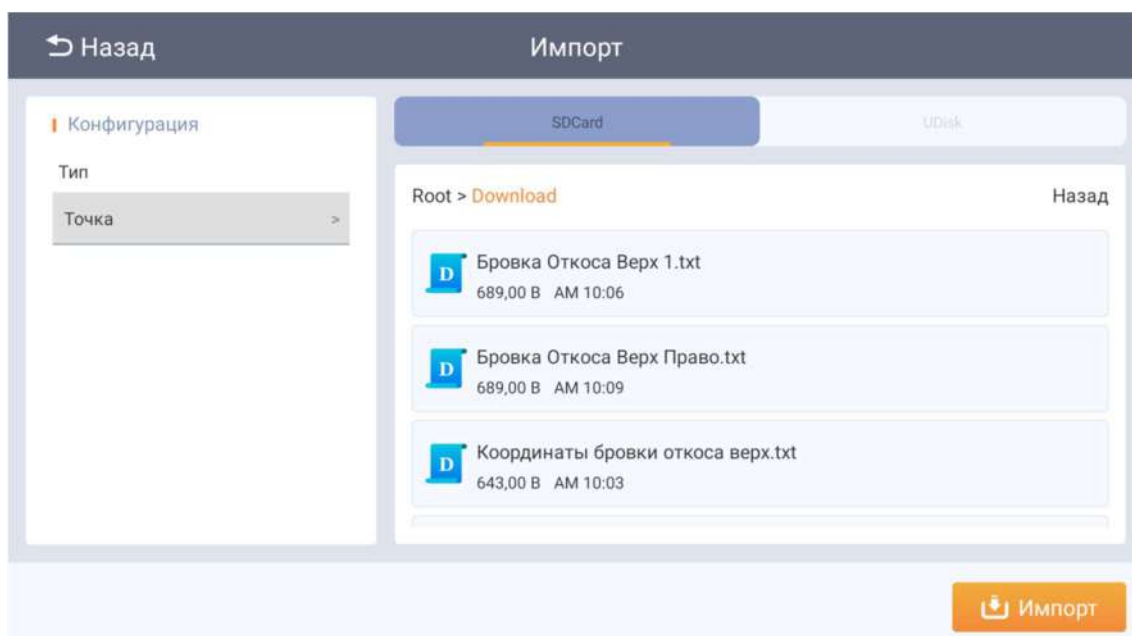 Назад
Импорт
Конфигурация
Тип
Точка >
SDCard
UDisk
Root > Download
Назад
D
Бровка Откоса Верх 1.txt
689,00 B AM 10:06
D
Бровка Откоса Верх Право.txt
689,00 B AM 10:09
D
Координаты бровки откоса верх.txt
643,00 B AM 10:03
Импорт